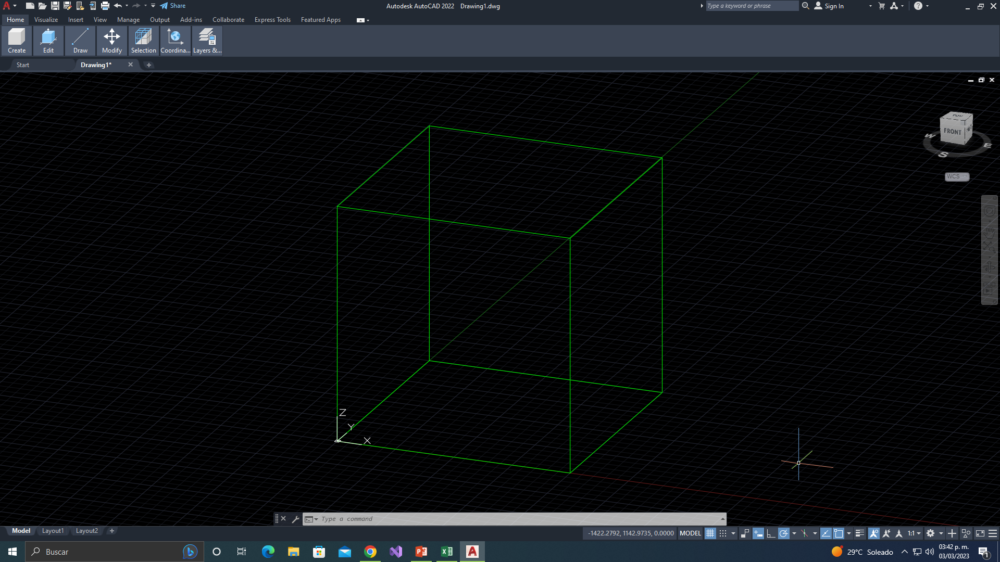 Share
Autodesk AutoCAD 2022 Drawing1.dwg
Type a keyword or phrase
Sign In
Home Visualize Insert View Manage Output Add-ins Collaborate Express Tools Featured Apps
Create Edit Draw Modify Selection Coordina... Layers &...
Start Drawing1*
TOP
FRONT
W
S
E
WCS
Z
Y
X
Type a command
Model Layout1 Layout2
-1422.2792, 1142.9735, 0.0000 MODEL 1:1
Buscar
29°C Soleado
03:42 p. m.
03/03/2023
1